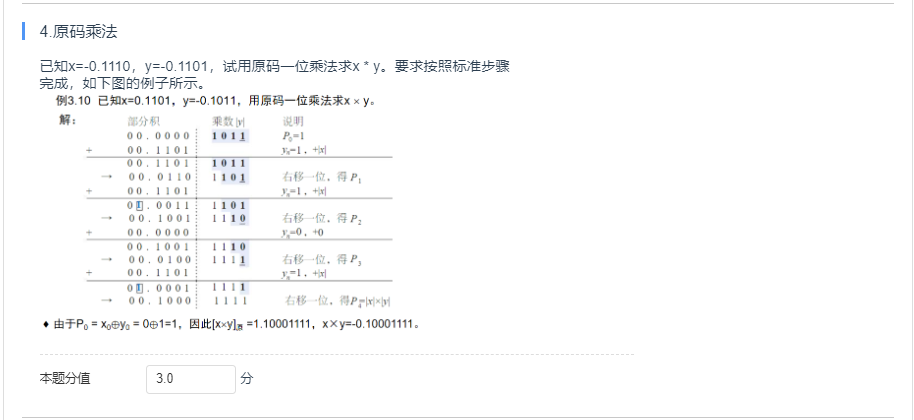 4.原码乘法
已知x=-0.1110，y=-0.1101，试用原码一位乘法求x * y。要求按照标准步骤
完成，如下图的例子所示。
例3.10 已知x=0.1101，y=-0.1011，用原码一位乘法求x × y。
解： 部分积 乘数 |y| 说明
00.0000 1011 P₀=1
+ 00.1101 yₙ=1，+|x|
00.1101 1011
→ 00.0110 1101 右移一位，得 P₁
+ 00.1101 yₙ=1，+|x|
01.0011 1101
→ 00.1001 1110 右移一位，得 P₂
+ 00.0000 yₙ=0，+0
00.1001 1110
→ 00.0100 1111 右移一位，得 P₃
+ 00.1101 yₙ=1，+|x|
01.0001 1111
→ 00.1000 1111 右移一位，得P₄=|x|×|y|
♦ 由于P₀ = x₀⊕y₀ = 0⊕1=1，因此[x×y]原 =1.10001111，x×y=-0.10001111。
本题分值 3.0 分